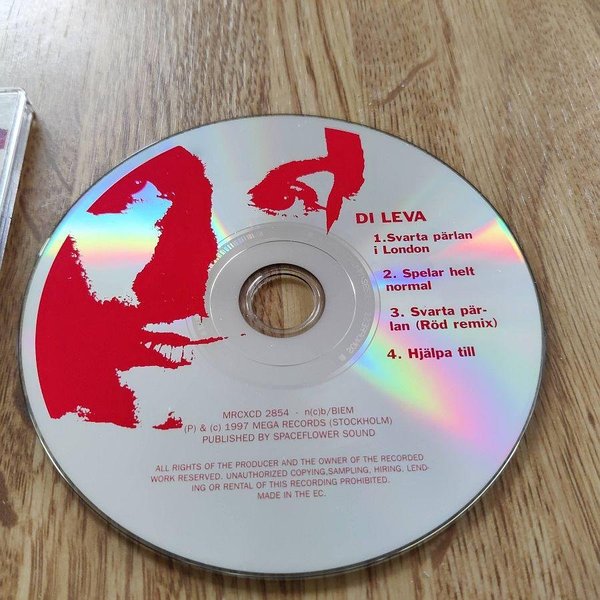 DI LEVA
1.Svarta pärlan
i London
2. Spelar helt
normal
3. Svarta pär-
lan (Röd remix)
4. Hjälpa till
MRCXCD 2854 · n(c)b/BIEM
(P) & (c) 1997 MEGA RECORDS (STOCKHOLM)
PUBLISHED BY SPACEFLOWER SOUND
ALL RIGHTS OF THE PRODUCER AND THE OWNER OF THE RECORDED
WORK RESERVED. UNAUTHORIZED COPYING,SAMPLING, HIRING, LEND-
ING OR RENTAL OF THIS RECORDING PROHIBITED.
MADE IN THE EC.